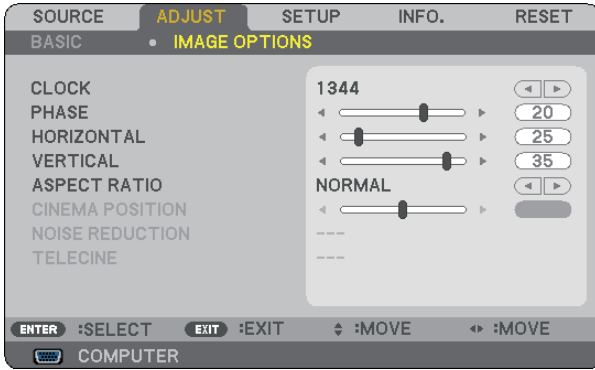 SOURCE ADJUST SETUP INFO. RESET
BASIC • IMAGE OPTIONS
CLOCK 1344
PHASE 20
HORIZONTAL 25
VERTICAL 35
ASPECT RATIO NORMAL
CINEMA POSITION
NOISE REDUCTION ---
TELECINE ---
ENTER :SELECT EXIT :EXIT :MOVE :MOVE
COMPUTER